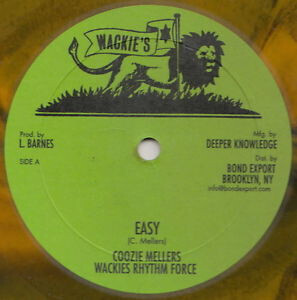 WACKIE'S
Prod. by
L. BARNES
SIDE A
Mfg. by
DEEPER KNOWLEDGE
Dist. by
BOND EXPORT
BROOKLYN, NY
info@bondexport.com
EASY
(C. Mellers)
COOZIE MELLERS
WACKIES RHYTHM FORCE